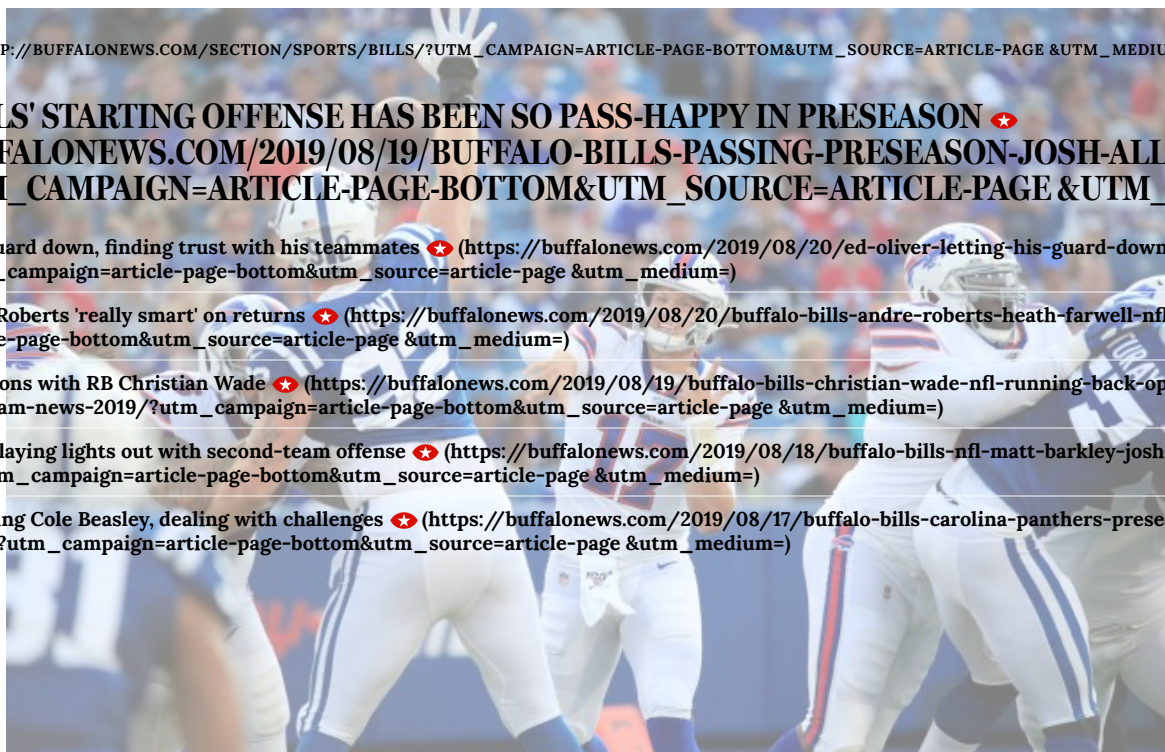 P://BUFFALONEWS.COM/SECTION/SPORTS/BILLS/?UTM_CAMPAIGN=ARTICLE-PAGE-BOTTOM&UTM_SOURCE=ARTICLE-PAGE &UTM_MEDIU
LS' STARTING OFFENSE HAS BEEN SO PASS-HAPPY IN PRESEASON
FALONEWS.COM/2019/08/19/BUFFALO-BILLS-PASSING-PRESEASON-JOSH-ALL
M_CAMPAIGN=ARTICLE-PAGE-BOTTOM&UTM_SOURCE=ARTICLE-PAGE &UTM_
uard down, finding trust with his teammates (https://buffalonews.com/2019/08/20/ed-oliver-letting-his-guard-down
_campaign=article-page-bottom&utm_source=article-page &utm_medium=)
Roberts 'really smart' on returns (https://buffalonews.com/2019/08/20/buffalo-bills-andre-roberts-heath-farwell-nfl
e-page-bottom&utm_source=article-page &utm_medium=)
ons with RB Christian Wade (https://buffalonews.com/2019/08/19/buffalo-bills-christian-wade-nfl-running-back-op
am-news-2019/?utm_campaign=article-page-bottom&utm_source=article-page &utm_medium=)
laying lights out with second-team offense (https://buffalonews.com/2019/08/18/buffalo-bills-nfl-matt-barkley-josh
m_campaign=article-page-bottom&utm_source=article-page &utm_medium=)
ng Cole Beasley, dealing with challenges (https://buffalonews.com/2019/08/17/buffalo-bills-carolina-panthers-prese
?utm_campaign=article-page-bottom&utm_source=article-page &utm_medium=)
17
31